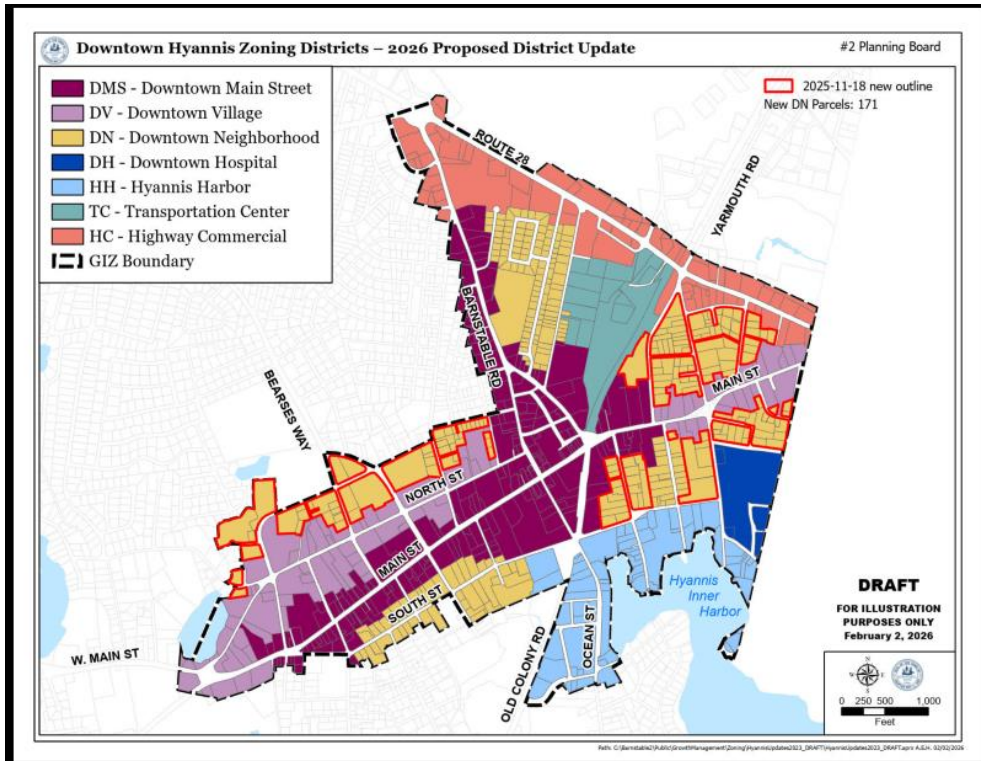 Downtown Hyannis Zoning Districts – 2026 Proposed District Update
#2 Planning Board
DMS - Downtown Main Street
DV - Downtown Village
DN - Downtown Neighborhood
DH - Downtown Hospital
HH - Hyannis Harbor
TC - Transportation Center
HC - Highway Commercial
GIZ Boundary
2025-11-18 new outline
New DN Parcels: 171
ROUTE 28
YARMOUTH RD
BARNSTABLE RD
MAIN ST
BEARSES WAY
NORTH ST
MAIN ST
SOUTH ST
W. MAIN ST
OLD COLONY RD
OCEAN ST
Hyannis
Inner
Harbor
DRAFT
FOR ILLUSTRATION
PURPOSES ONLY
February 2, 2026
N
W
E
S
0 250 500 1,000
Feet